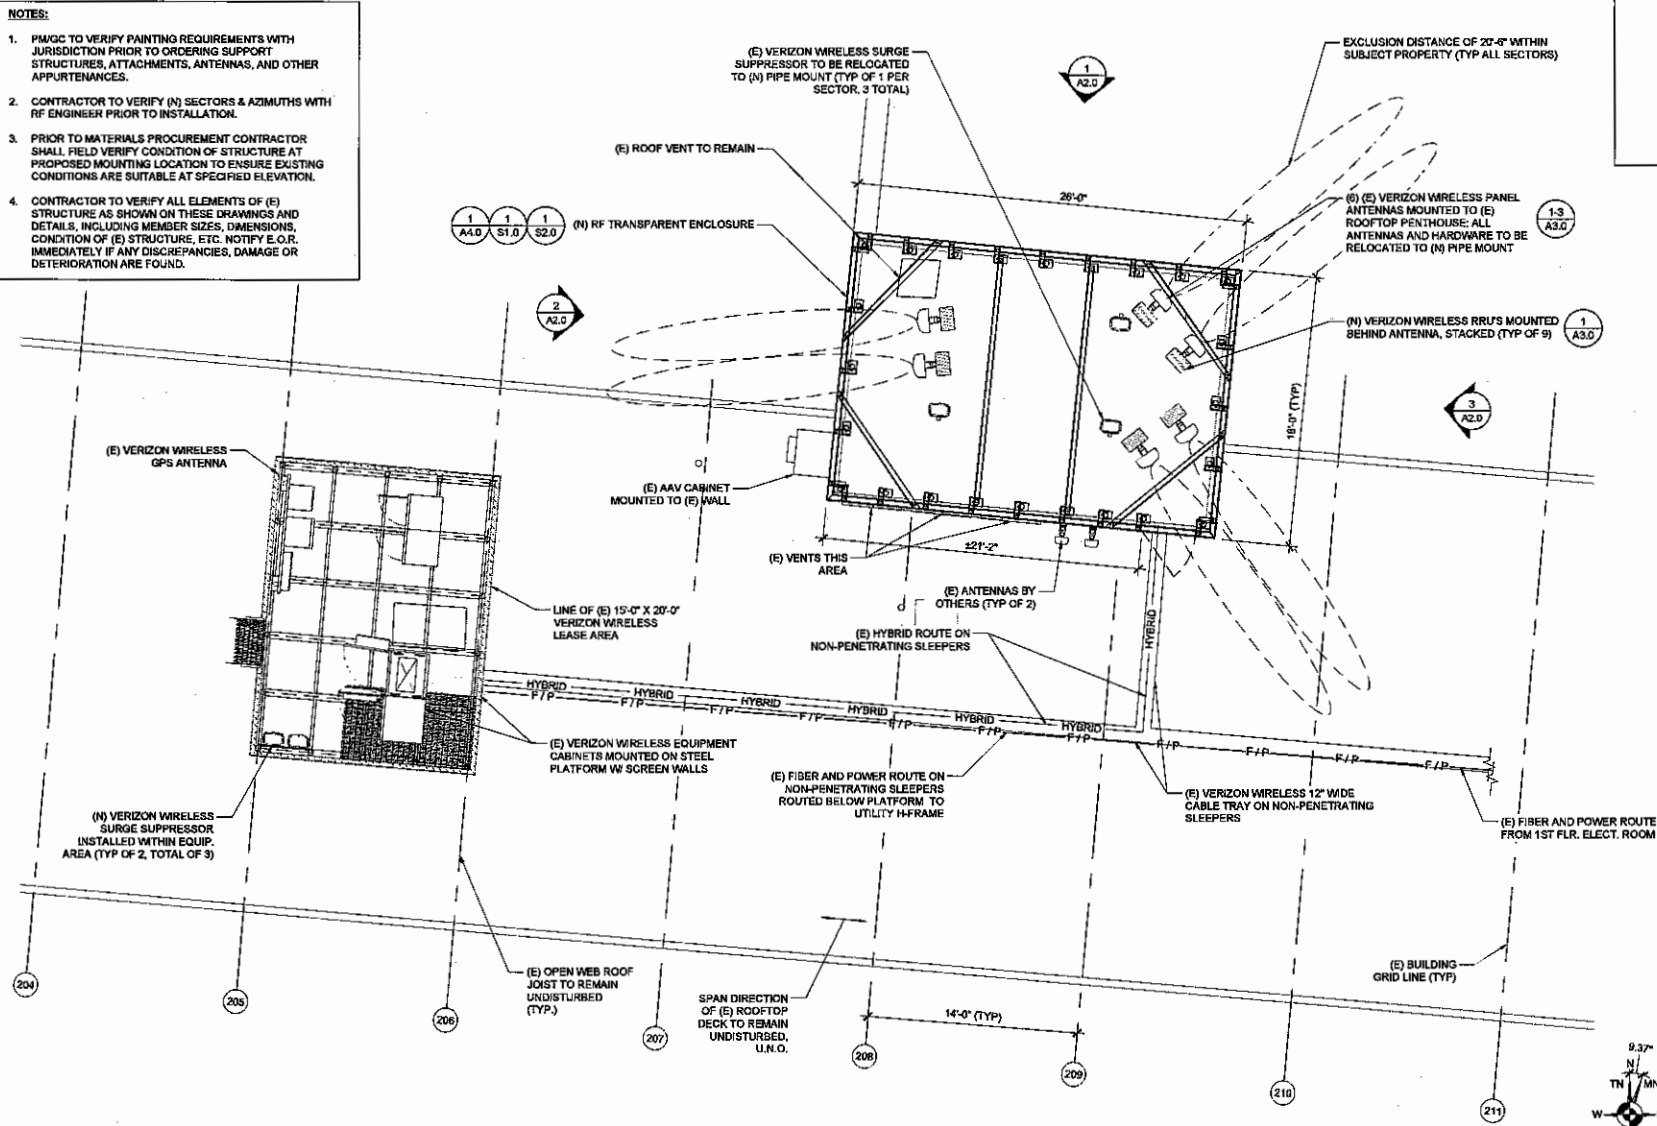 NOTES:
1. PM/GC TO VERIFY PAINTING REQUIREMENTS WITH
JURISDICTION PRIOR TO ORDERING SUPPORT
STRUCTURES, ATTACHMENTS, ANTENNAS, AND OTHER
APPURTENANCES.
2. CONTRACTOR TO VERIFY (N) SECTORS & AZIMUTHS WITH
RF ENGINEER PRIOR TO INSTALLATION.
3. PRIOR TO MATERIALS PROCUREMENT CONTRACTOR
SHALL FIELD VERIFY CONDITION OF STRUCTURE AT
PROPOSED MOUNTING LOCATION TO ENSURE EXISTING
CONDITIONS ARE SUITABLE AT SPECIFIED ELEVATION.
4. CONTRACTOR TO VERIFY ALL ELEMENTS OF (E)
STRUCTURE AS SHOWN ON THESE DRAWINGS AND
DETAILS, INCLUDING MEMBER SIZES, DIMENSIONS,
CONDITION OF (E) STRUCTURE, ETC. NOTIFY E.O.R.
IMMEDIATELY IF ANY DISCREPANCIES, DAMAGE OR
DETERIORATION ARE FOUND.
(E) VERIZON WIRELESS SURGE
SUPPRESSOR TO BE RELOCATED
TO (N) PIPE MOUNT (TYP OF 1 PER
SECTOR, 3 TOTAL)
1
A2.0
EXCLUSION DISTANCE OF 20'-6" WITHIN
SUBJECT PROPERTY (TYP ALL SECTORS)
(E) ROOF VENT TO REMAIN
26'-0"
(6) (E) VERIZON WIRELESS PANEL
ANTENNAS MOUNTED TO (E)
ROOFTOP PENTHOUSE; ALL
ANTENNAS AND HARDWARE TO BE
RELOCATED TO (N) PIPE MOUNT
1-3
A3.0
1
A4.0
1
S1.0
1
S2.0
(N) RF TRANSPARENT ENCLOSURE
2
A2.0
(N) VERIZON WIRELESS RRU'S MOUNTED
BEHIND ANTENNA, STACKED (TYP OF 9)
1
A3.0
18'-0" (TYP)
3
A2.0
(E) VERIZON WIRELESS
GPS ANTENNA
(E) AAV CABINET
MOUNTED TO (E) WALL
±21'-2"
(E) VENTS THIS
AREA
(E) ANTENNAS BY
OTHERS (TYP OF 2)
LINE OF (E) 15'-0" X 20'-0"
VERIZON WIRELESS
LEASE AREA
(E) HYBRID ROUTE ON
NON-PENETRATING SLEEPERS
HYBRID
HYBRID HYBRID HYBRID HYBRID HYBRID HYBRID
F/P F/P F/P F/P F/P F/P F/P F/P F/P F/P F/P
(E) VERIZON WIRELESS EQUIPMENT
CABINETS MOUNTED ON STEEL
PLATFORM W/ SCREEN WALLS
(E) FIBER AND POWER ROUTE ON
NON-PENETRATING SLEEPERS
ROUTED BELOW PLATFORM TO
UTILITY H-FRAME
(E) VERIZON WIRELESS 12" WIDE
CABLE TRAY ON NON-PENETRATING
SLEEPERS
(E) FIBER AND POWER ROUTE
FROM 1ST FLR. ELECT. ROOM
(N) VERIZON WIRELESS
SURGE SUPPRESSOR
INSTALLED WITHIN EQUIP.
AREA (TYP OF 2, TOTAL OF 3)
(E) OPEN WEB ROOF
JOIST TO REMAIN
UNDISTURBED
(TYP.)
SPAN DIRECTION
OF (E) ROOFTOP
DECK TO REMAIN
UNDISTURBED,
U.N.O.
14'-0" (TYP)
(E) BUILDING
GRID LINE (TYP)
204
205
206
207
208
209
210
211
9.37°
N
TN MN
W